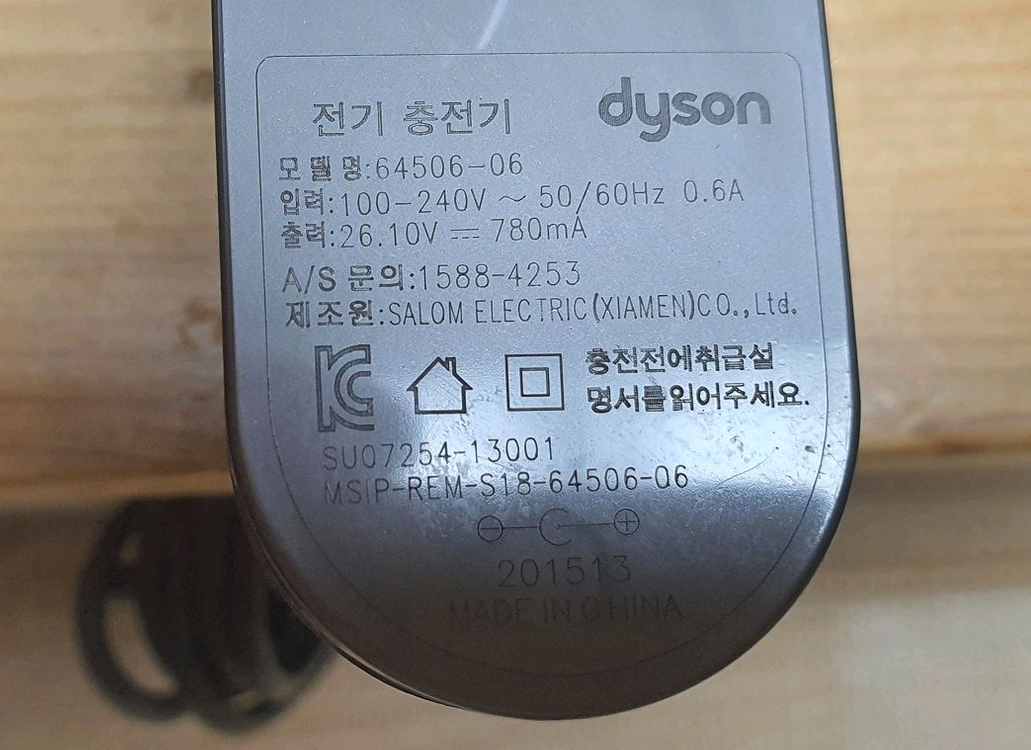 dyson
전기 충전기
모델명:64506-06
입력:100-240V ~ 50/60Hz 0.6A
출력:26.10V ⎓ 780mA
A/S 문의:1588-4253
제조원:SALOM ELECTRIC(XIAMEN)CO.,Ltd.
충전전에취급설
명서를읽어주세요.
SU07254-13001
MSIP-REM-S18-64506-06
201513
MADE IN CHINA